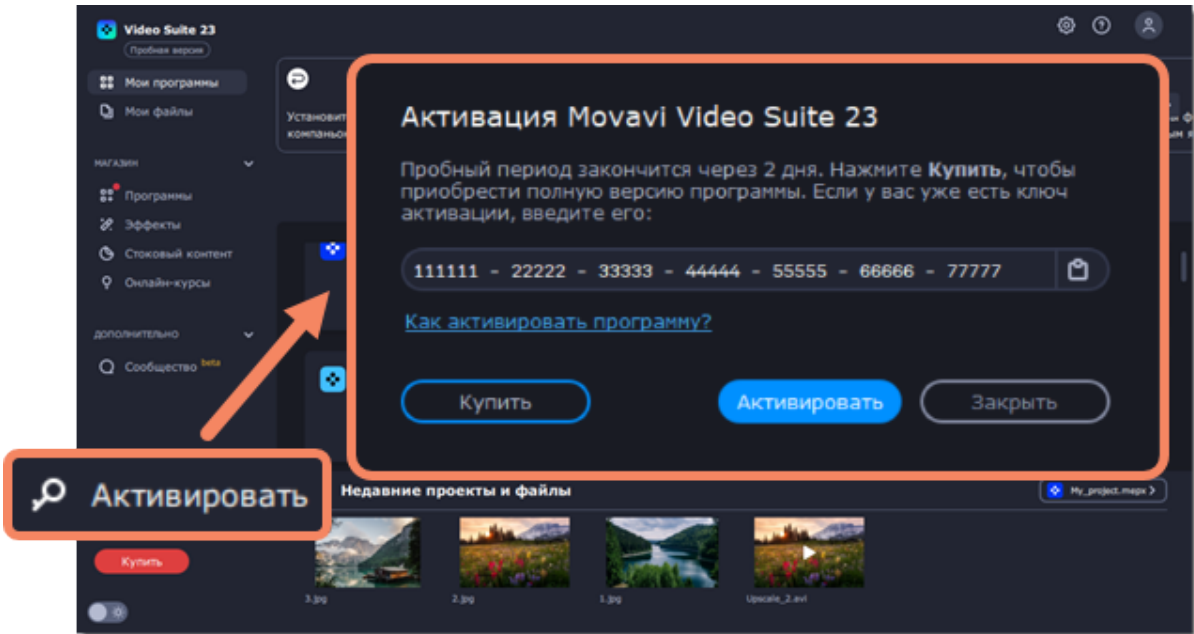 Video Suite 23
Пробная версия
Мои программы
Мои файлы
МАГАЗИН
Программы
Эффекты
Стоковый контент
Онлайн-курсы
ДОПОЛНИТЕЛЬНО
Сообщество beta
Активировать
Купить
Активация Movavi Video Suite 23
Пробный период закончится через 2 дня. Нажмите Купить, чтобы
приобрести полную версию программы. Если у вас уже есть ключ
активации, введите его:
111111 - 22222 - 33333 - 44444 - 55555 - 66666 - 77777
Как активировать программу?
Купить
Активировать
Закрыть
Недавние проекты и файлы
My_project.mepx
3.jpg
2.jpg
1.jpg
Upscale_2.avi